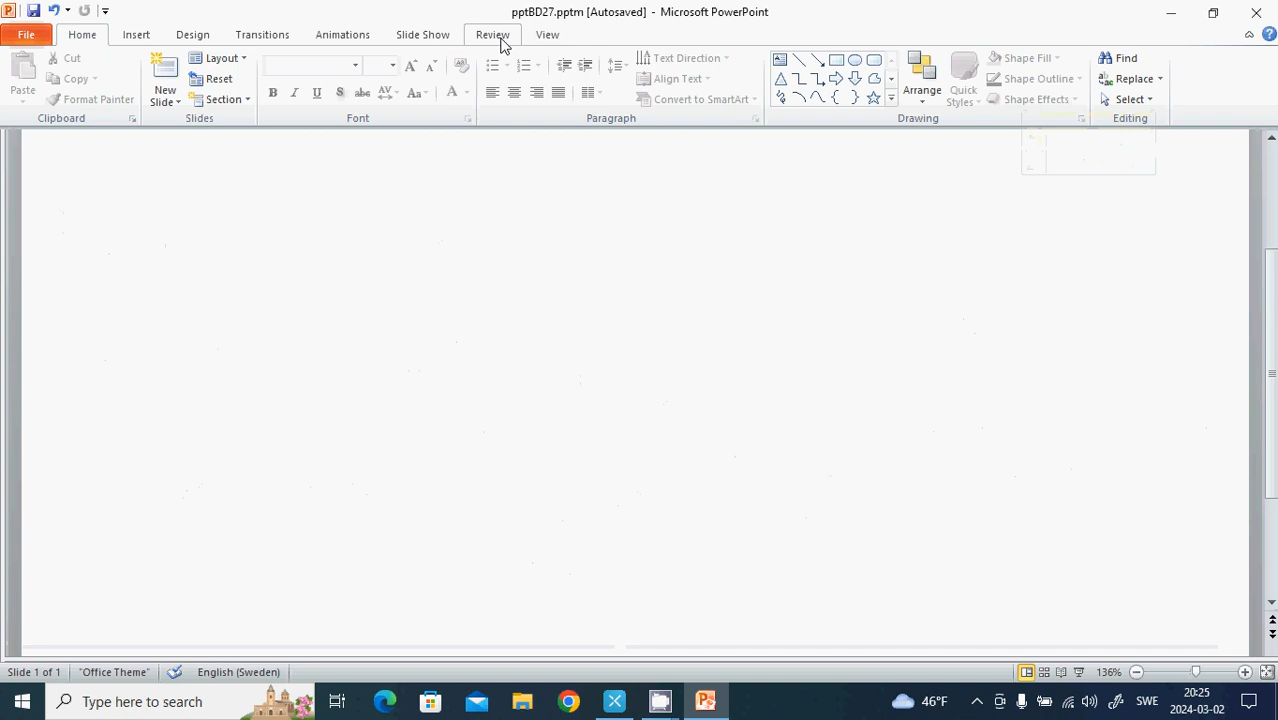 pptBD27.pptm [Autosaved] - Microsoft PowerPoint
File Home Insert Design Transitions Animations Slide Show Review View
Paste Cut Copy Format Painter
New Slide Layout Reset Section
B I U S abc AV Aa A
Text Direction Align Text Convert to SmartArt
Arrange Quick Styles Shape Fill Shape Outline Shape Effects
Find Replace Select
Clipboard Slides Font Paragraph Drawing Editing
Slide 1 of 1 "Office Theme" English (Sweden) 136%
Type here to search 46°F SWE 20:25
2024-03-02